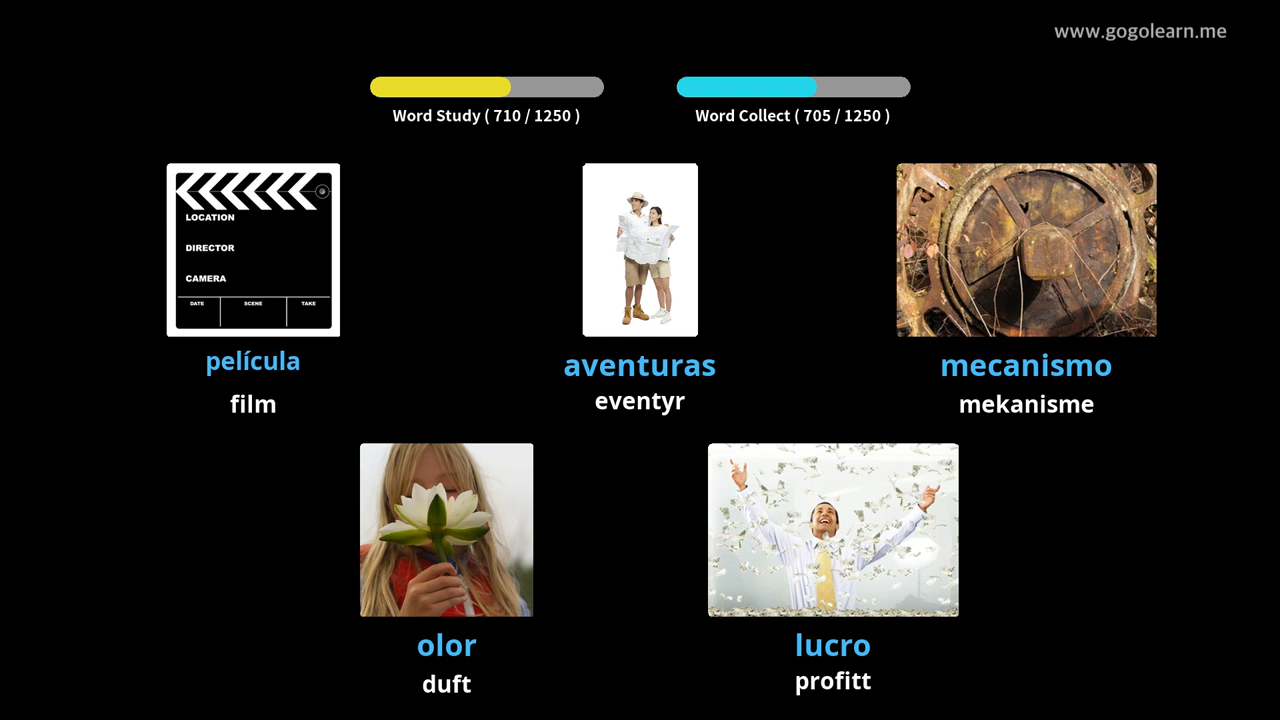 www.gogolearn.me
Word Study ( 710 / 1250 )
Word Collect ( 705 / 1250 )
LOCATION
DIRECTOR
CAMERA
DATE SCENE TAKE
película
film
aventuras
eventyr
mecanismo
mekanisme
olor
duft
lucro
profitt